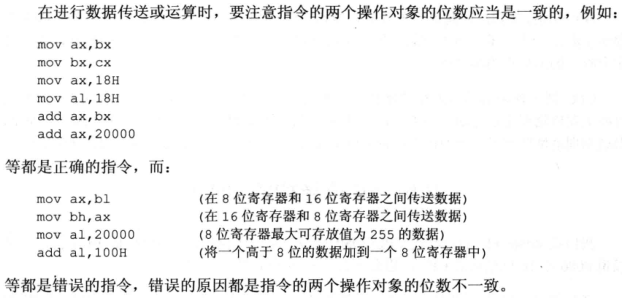 在进行数据传送或运算时，要注意指令的两个操作对象的位数应当是一致的，例如：
mov ax,bx
mov bx,cx
mov ax,18H
mov al,18H
add ax,bx
add ax,20000
等都是正确的指令，而：
mov ax,bl (在 8 位寄存器和 16 位寄存器之间传送数据)
mov bh,ax (在 16 位寄存器和 8 位寄存器之间传送数据)
mov al,20000 (8 位寄存器最大可存放值为 255 的数据)
add al,100H (将一个高于 8 位的数据加到一个 8 位寄存器中)
等都是错误的指令，错误的原因都是指令的两个操作对象的位数不一致。